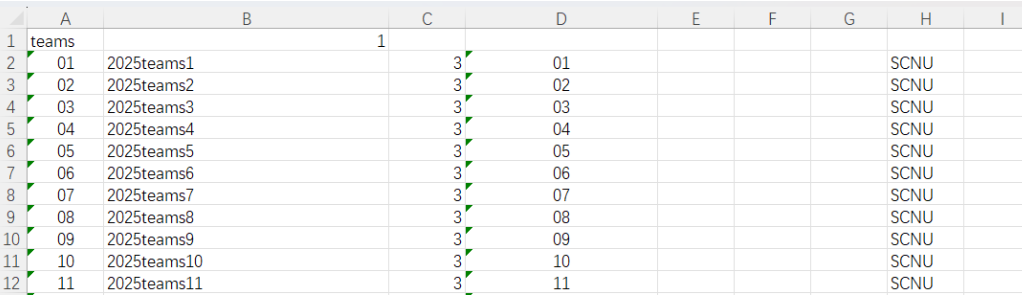 A B C D E F G H I
1 teams 1
2 01 2025teams1 3 01 SCNU
3 02 2025teams2 3 02 SCNU
4 03 2025teams3 3 03 SCNU
5 04 2025teams4 3 04 SCNU
6 05 2025teams5 3 05 SCNU
7 06 2025teams6 3 06 SCNU
8 07 2025teams7 3 07 SCNU
9 08 2025teams8 3 08 SCNU
10 09 2025teams9 3 09 SCNU
11 10 2025teams10 3 10 SCNU
12 11 2025teams11 3 11 SCNU